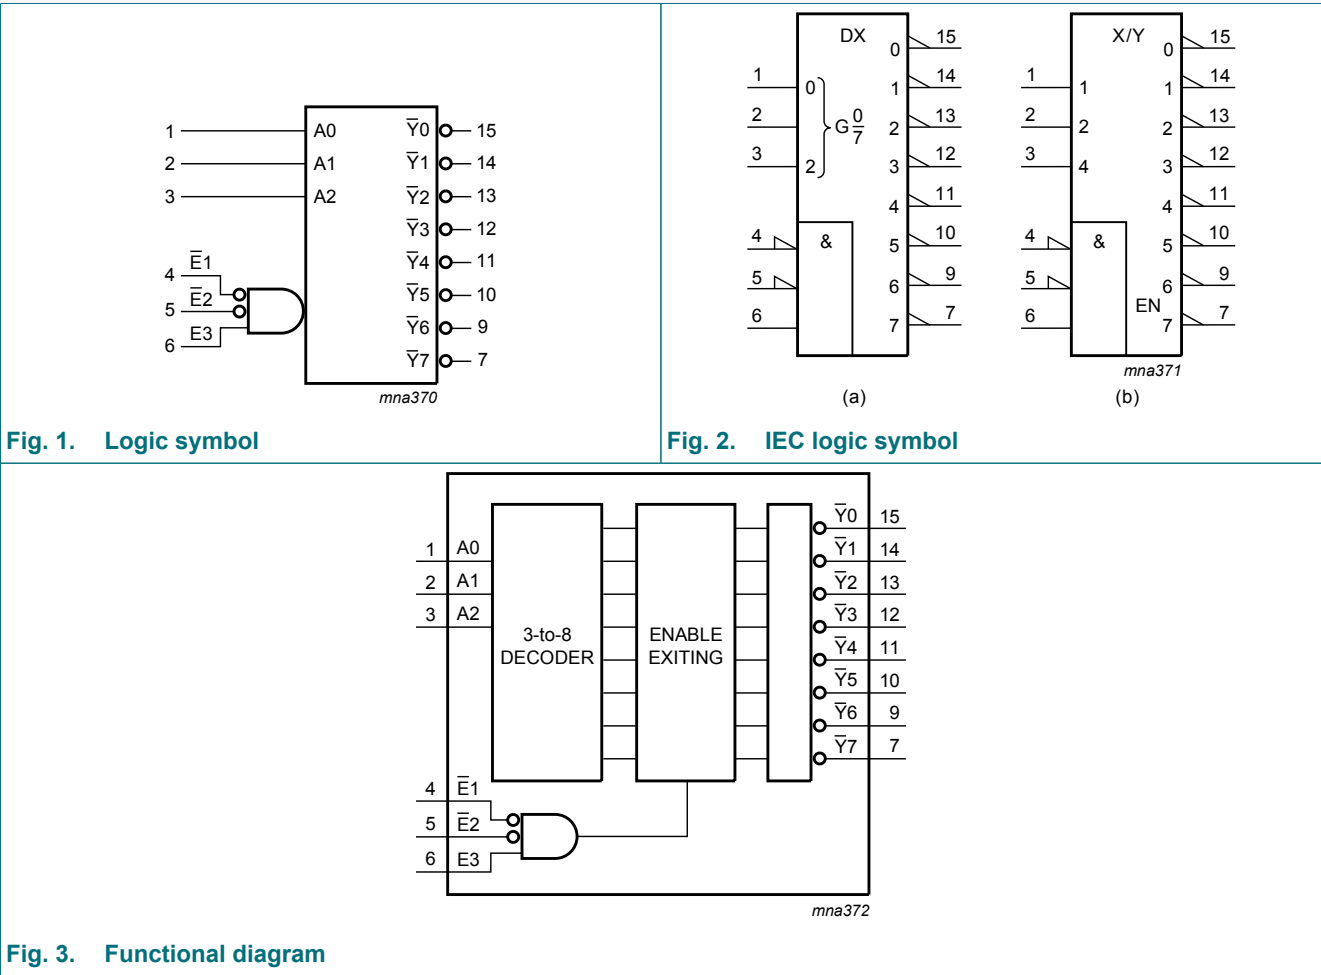 1 A0 Y̅0 15
2 A1 Y̅1 14
3 A2 Y̅2 13
Y̅3 12
4 E̅1 Y̅4 11
5 E̅2 Y̅5 10
6 E3 Y̅6 9
Y̅7 7
mna370
Fig. 1. Logic symbol
DX 0 15
1 0 1 14
2 G 0/7 2 13
3 2 3 12
4 11
4 & 5 10
5 6 9
6 7 7
(a)
X/Y 0 15
1 1 1 14
2 2 2 13
3 4 3 12
4 11
4 & 5 10
5 6 9
6 EN 7 7
mna371
(b)
Fig. 2. IEC logic symbol
Y̅0 15
1 A0 Y̅1 14
2 A1 Y̅2 13
3 A2 Y̅3 12
3-to-8
DECODER
ENABLE
EXITING
Y̅4 11
Y̅5 10
Y̅6 9
Y̅7 7
4 E̅1
5 E̅2
6 E3
mna372
Fig. 3. Functional diagram